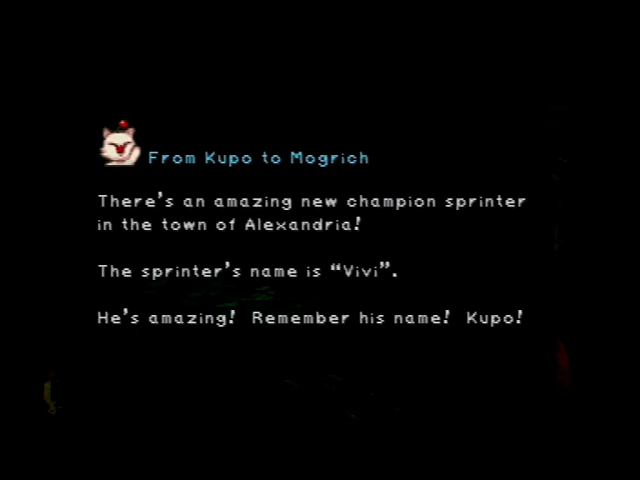 From Kupo to Mogrich
There's an amazing new champion sprinter
in the town of Alexandria!
The sprinter's name is “Vivi”.
He's amazing! Remember his name! Kupo!